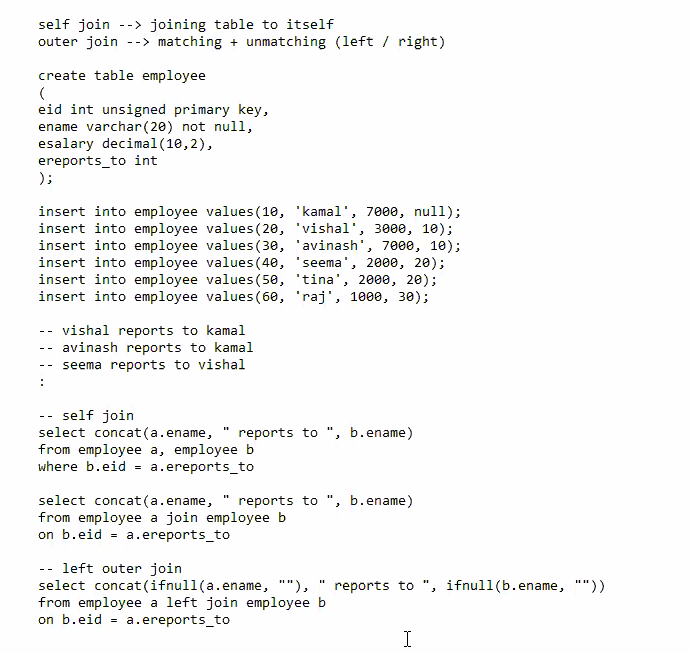 self join --> joining table to itself
outer join --> matching + unmatching (left / right)
create table employee
(
eid int unsigned primary key,
ename varchar(20) not null,
esalary decimal(10,2),
ereports_to int
);
insert into employee values(10, 'kamal', 7000, null);
insert into employee values(20, 'vishal', 3000, 10);
insert into employee values(30, 'avinash', 7000, 10);
insert into employee values(40, 'seema', 2000, 20);
insert into employee values(50, 'tina', 2000, 20);
insert into employee values(60, 'raj', 1000, 30);
-- vishal reports to kamal
-- avinash reports to kamal
-- seema reports to vishal
:
-- self join
select concat(a.ename, " reports to ", b.ename)
from employee a, employee b
where b.eid = a.ereports_to
select concat(a.ename, " reports to ", b.ename)
from employee a join employee b
on b.eid = a.ereports_to
-- left outer join
select concat(ifnull(a.ename, ""), " reports to ", ifnull(b.ename, ""))
from employee a left join employee b
on b.eid = a.ereports_to